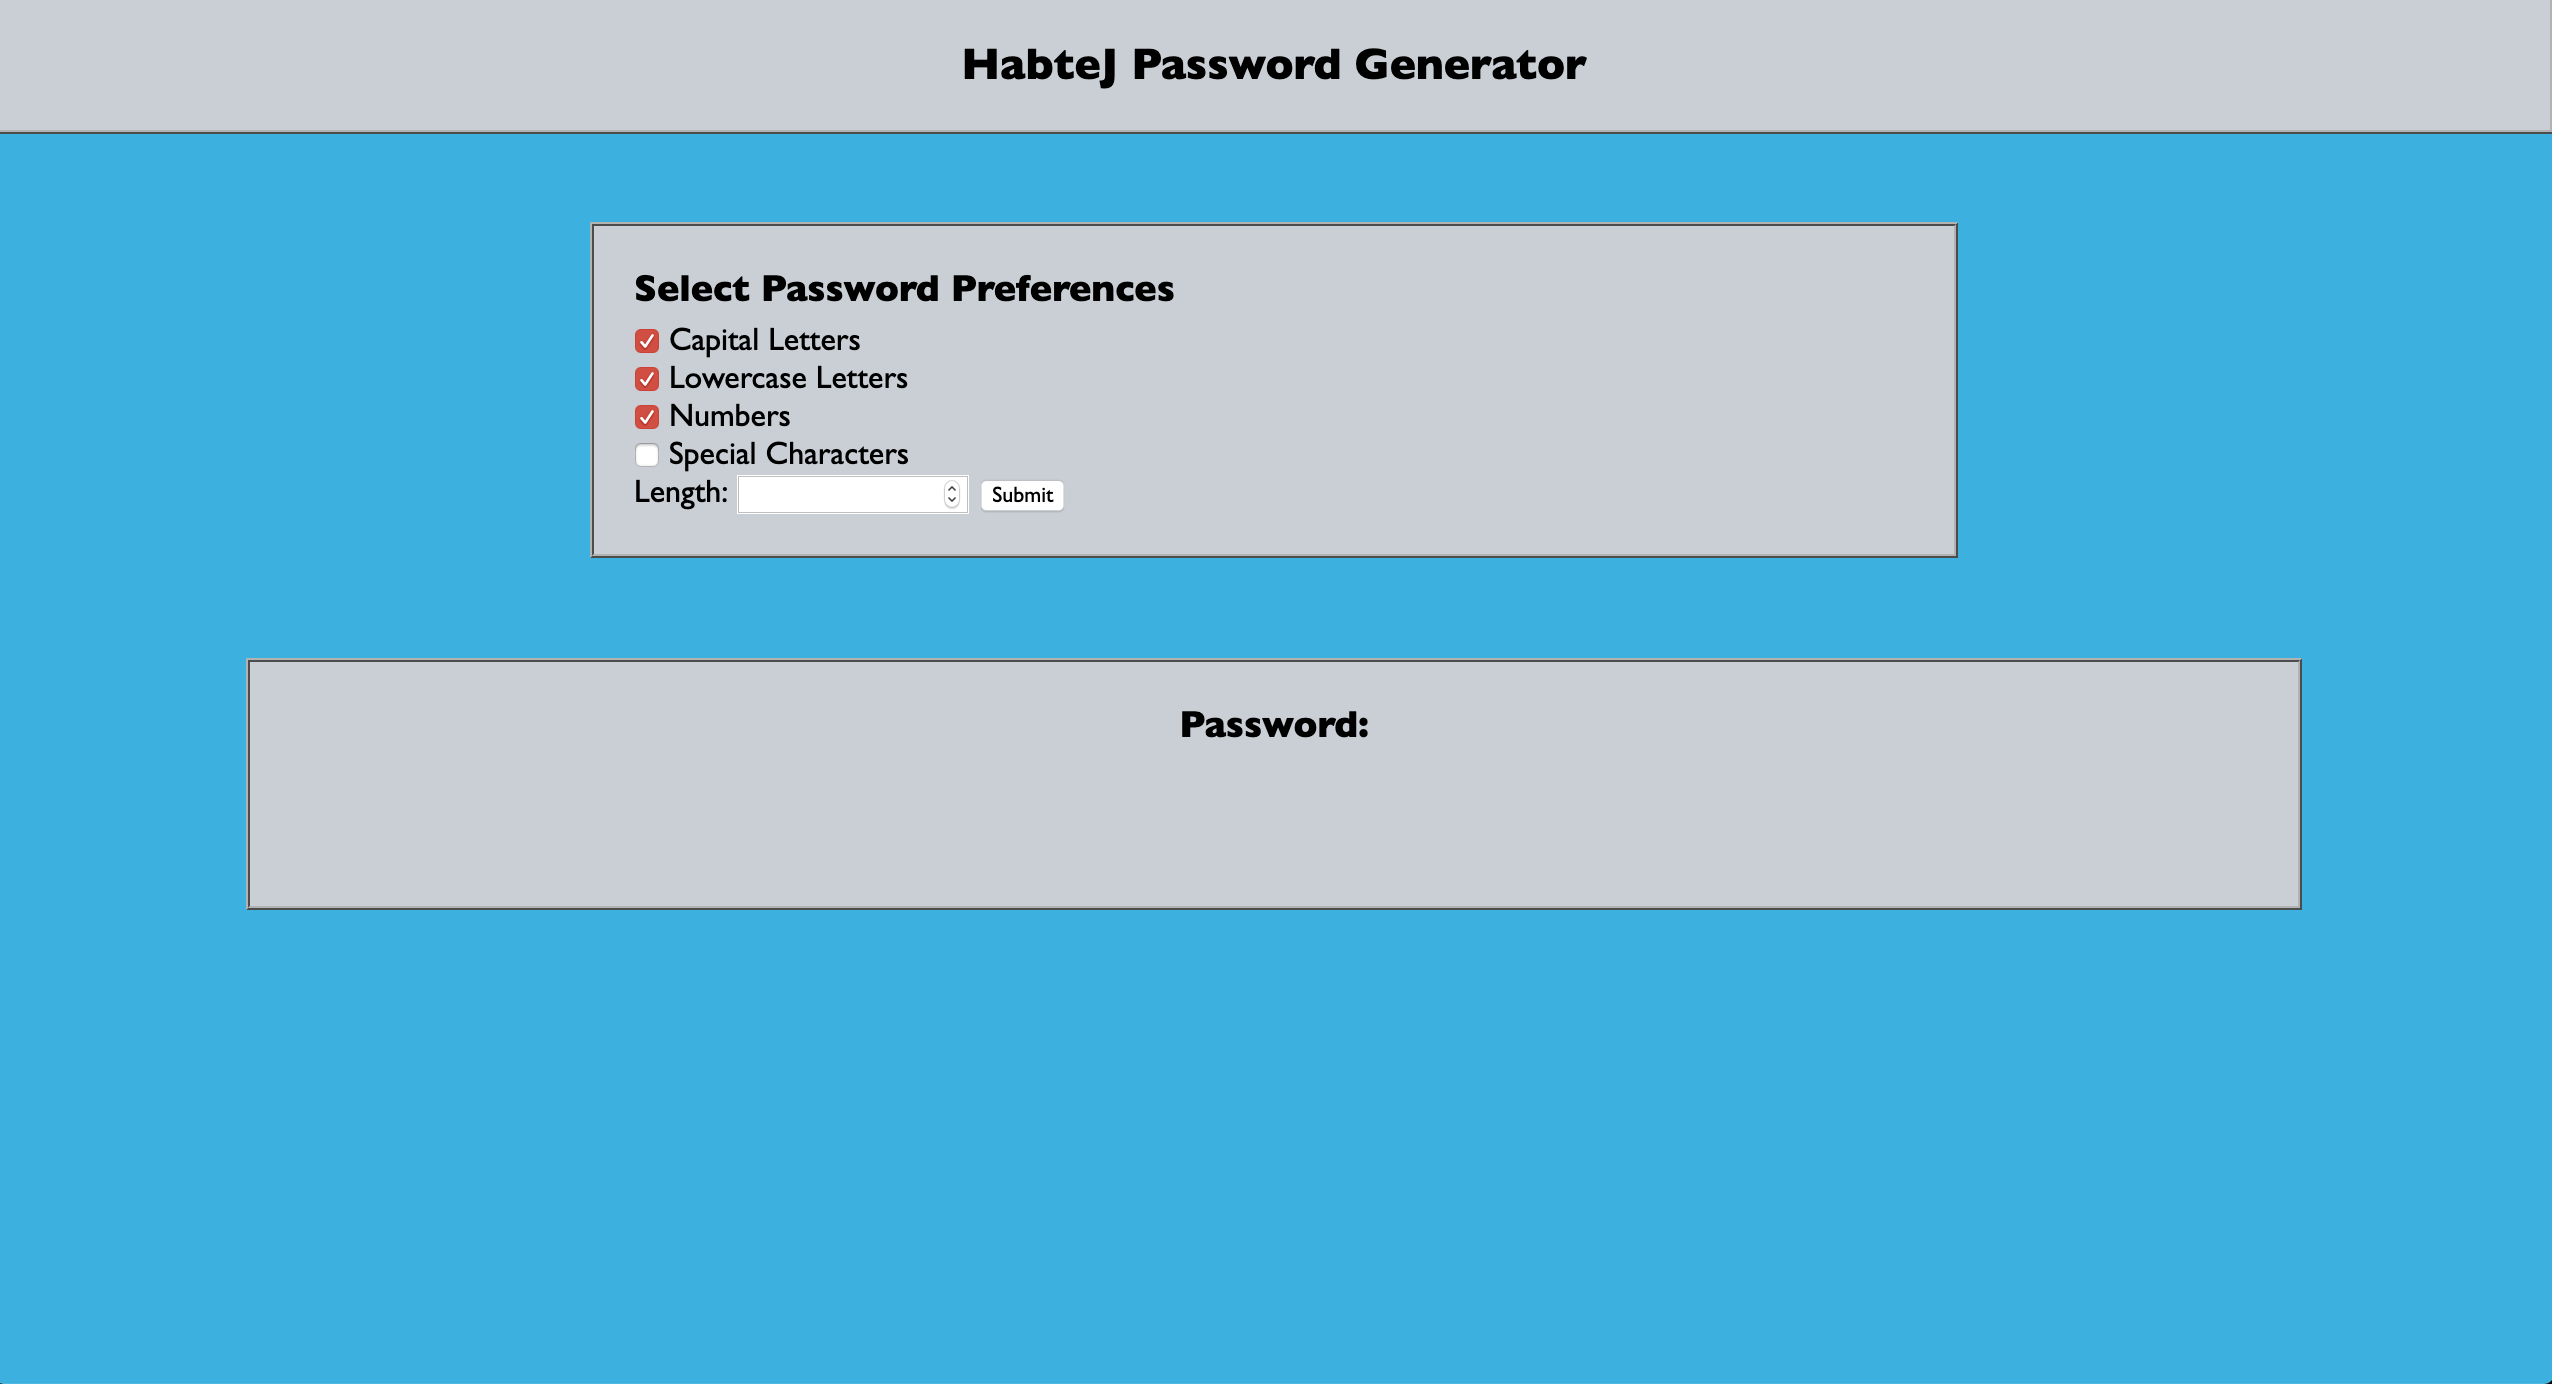 HabteJ Password Generator
Select Password Preferences
Capital Letters
Lowercase Letters
Numbers
Special Characters
Length: Submit
Password: